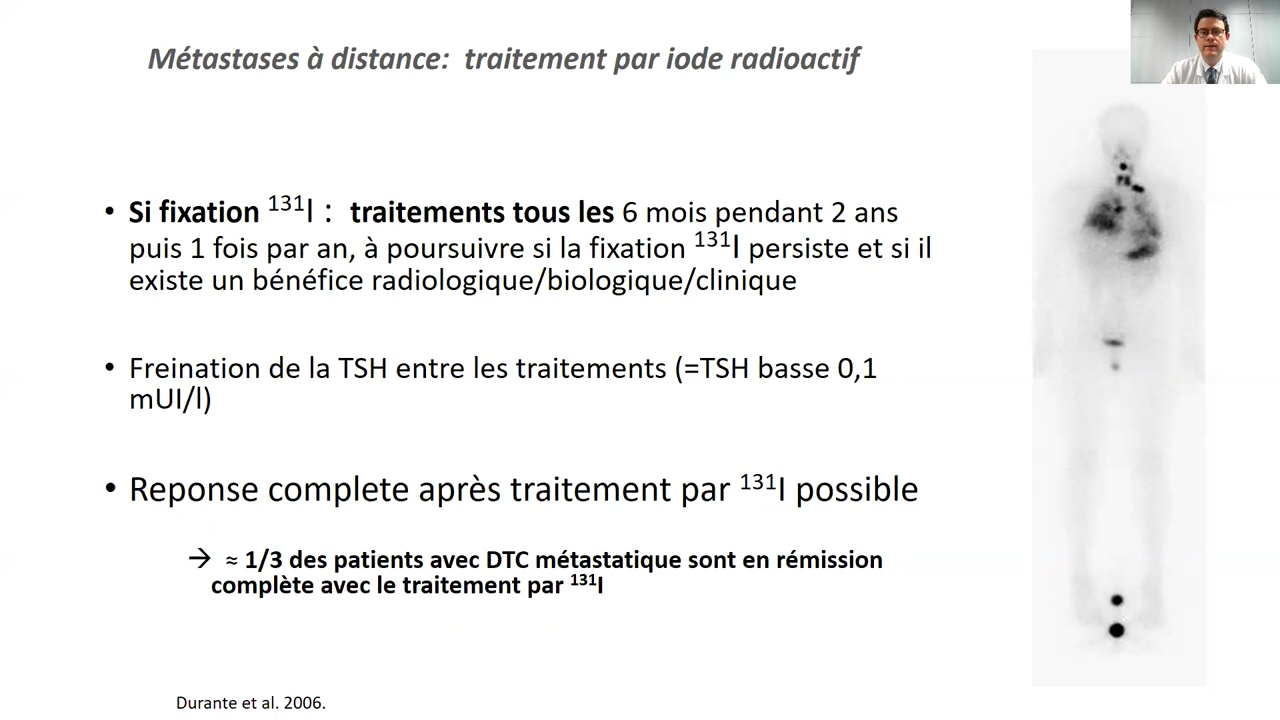 Métastases à distance: traitement par iode radioactif
• Si fixation ¹³¹I : traitements tous les 6 mois pendant 2 ans
puis 1 fois par an, à poursuivre si la fixation ¹³¹I persiste et si il
existe un bénéfice radiologique/biologique/clinique
• Freination de la TSH entre les traitements (=TSH basse 0,1
mUI/l)
• Reponse complete après traitement par ¹³¹I possible
→ ≈ 1/3 des patients avec DTC métastatique sont en rémission
complète avec le traitement par ¹³¹I
Durante et al. 2006.